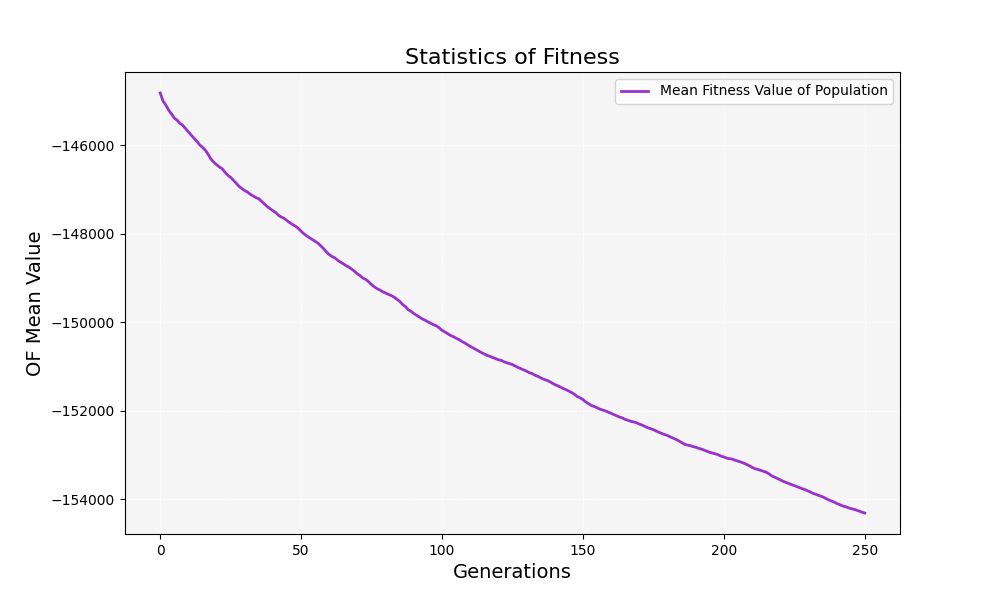 Statistics of Fitness
Mean Fitness Value of Population
OF Mean Value
−146000
−148000
−150000
−152000
−154000
0 50 100 150 200 250
Generations